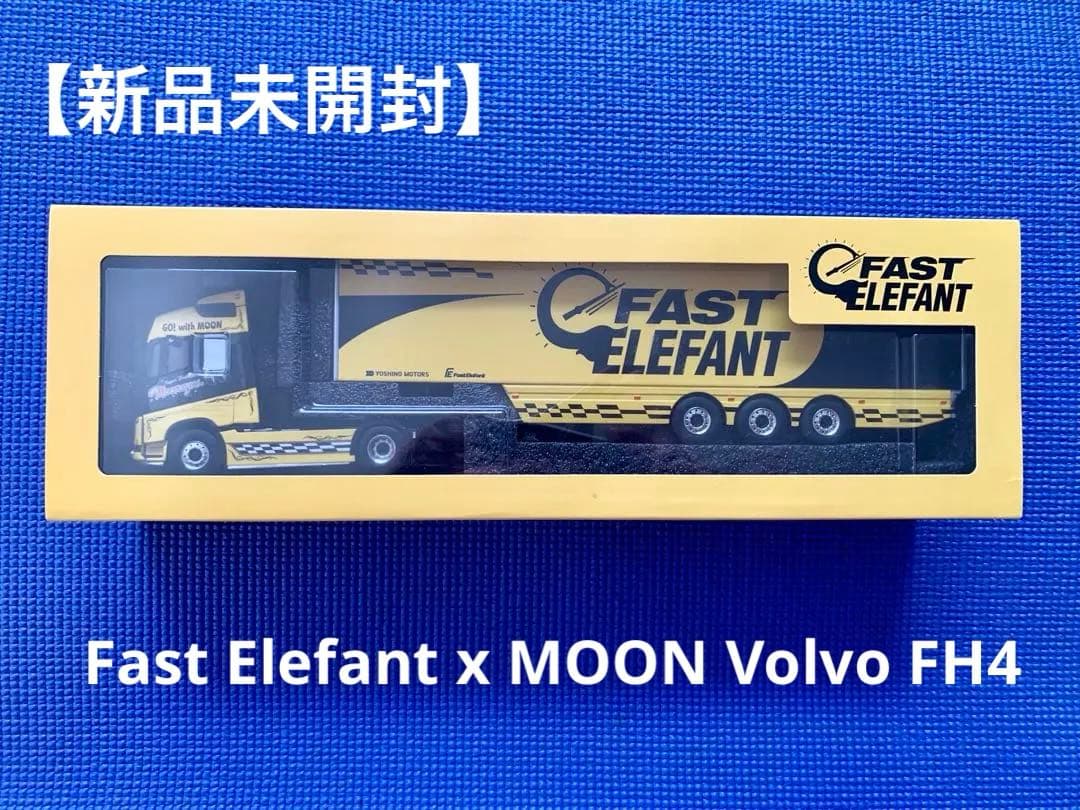 【新品未開封】
FAST
ELEFANT
GO! with MOON
FAST
ELEFANT
YOSHINO MOTORS
FastElefant
Fast Elefant x MOON Volvo FH4